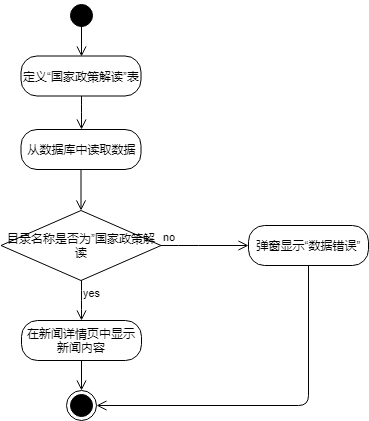 定义“国家政策解读”表
从数据库中读取数据
目录名称是否为”国家政策解
读
no
弹窗显示“数据错误”
yes
在新闻详情页中显示
新闻内容